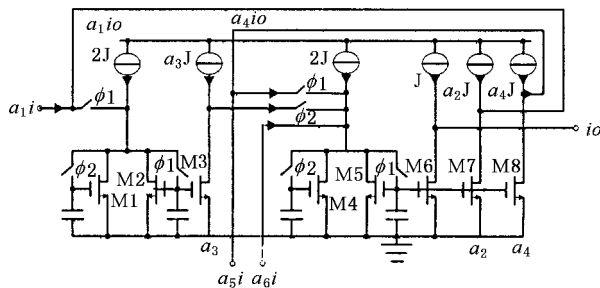 a₁io
a₄io
2J
a₃J
2J
J
a₂J
a₄J
a₁i
ϕ1
ϕ1
ϕ2
io
ϕ2
M2
ϕ1
M3
M1
ϕ2
M5
ϕ1
M6
M7
M8
M4
a₃
a₂
a₄
a₅i
a₆i